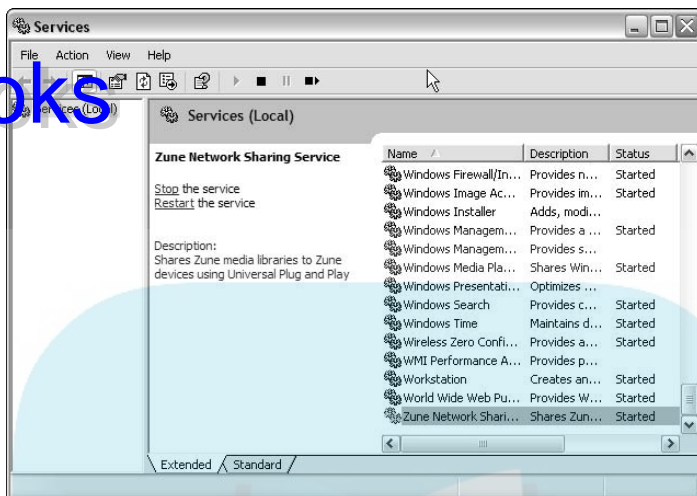 Services
File Action View Help
oks
Services (Local)
Services (Local)
Zune Network Sharing Service
Stop the service
Restart the service
Description:
Shares Zune media libraries to Zune
devices using Universal Plug and Play
Name Description Status
Windows Firewall/In... Provides n... Started
Windows Image Ac... Provides im... Started
Windows Installer Adds, modi...
Windows Managem... Provides a ... Started
Windows Managem... Provides s...
Windows Media Pla... Shares Win... Started
Windows Presentati... Optimizes ...
Windows Search Provides c... Started
Windows Time Maintains d... Started
Wireless Zero Confi... Provides a... Started
WMI Performance A... Provides p...
Workstation Creates an... Started
World Wide Web Pu... Provides W... Started
Zune Network Shari... Shares Zun... Started
Extended Standard